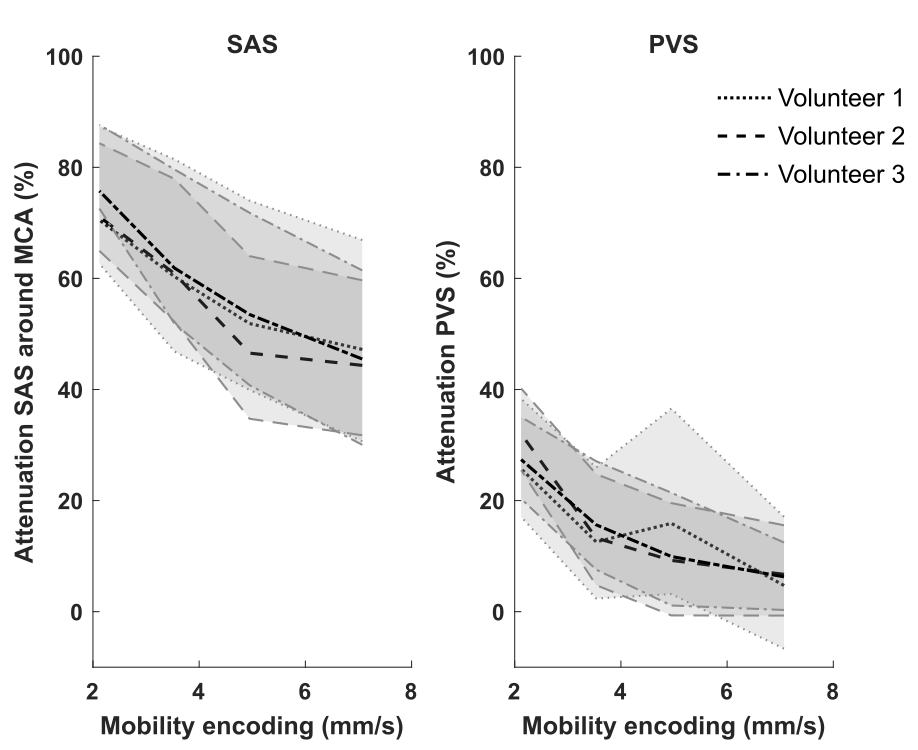 SAS
100
80
60
40
20
0
2 4 6 8
Attenuation SAS around MCA (%)
Mobility encoding (mm/s)
PVS
100
80
60
40
20
0
2 4 6 8
Attenuation PVS (%)
Mobility encoding (mm/s)
Volunteer 1
Volunteer 2
Volunteer 3